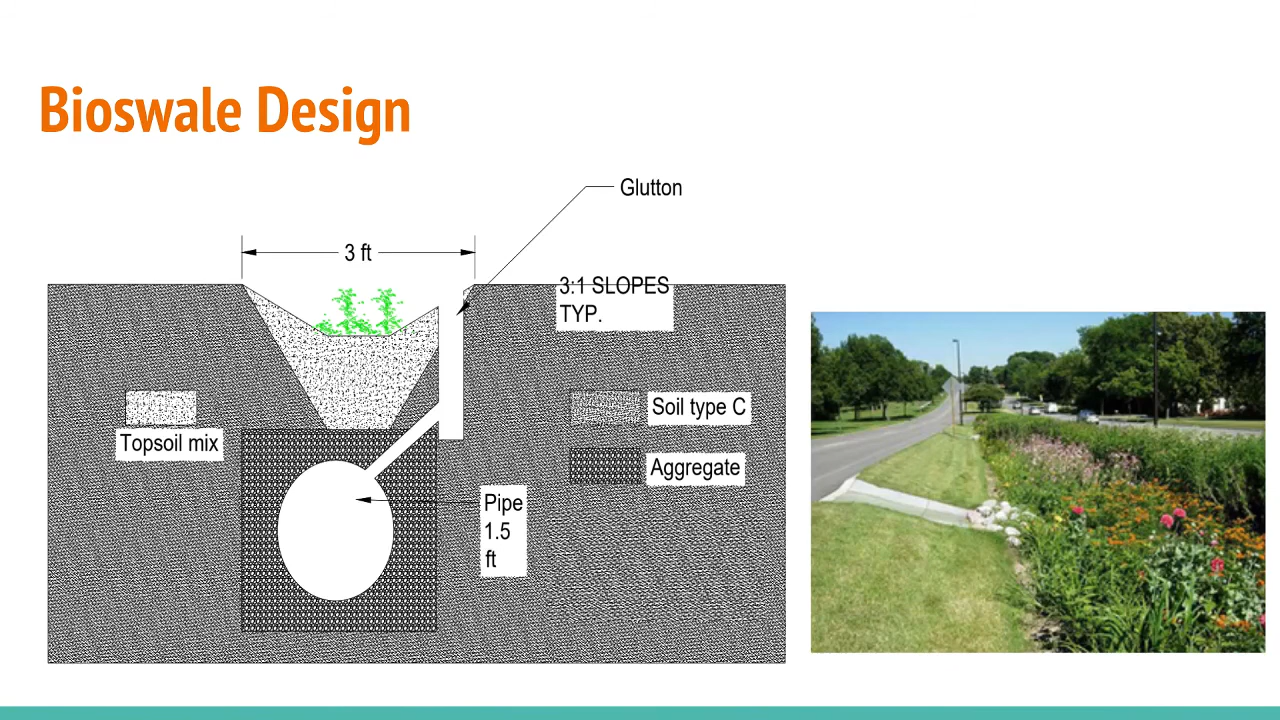 Bioswale Design
Glutton
3 ft
3:1 SLOPES
TYP.
Soil type C
Topsoil mix
Aggregate
Pipe
1.5
ft